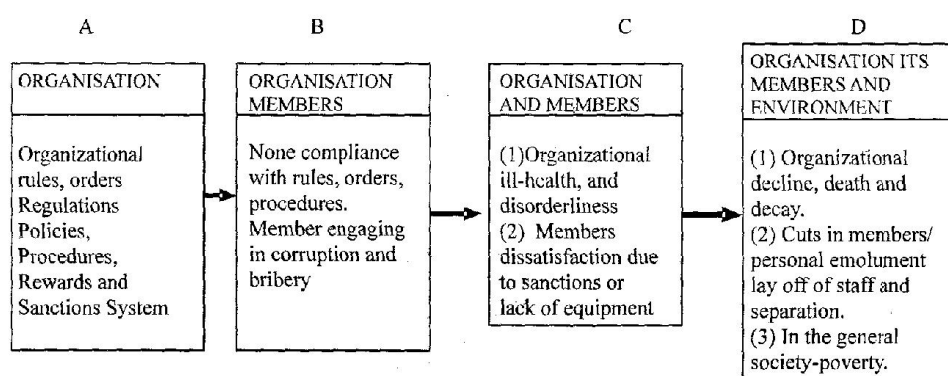 A
B
C
D
ORGANISATION
Organizational
rules, orders
Regulations
Policies,
Procedures,
Rewards and
Sanctions System
ORGANISATION
MEMBERS
None compliance
with rules, orders,
procedures.
Member engaging
in corruption and
bribery
ORGANISATION
AND MEMBERS
(1)Organizational
ill-health, and
disorderliness
(2) Members
dissatisfaction due
to sanctions or
lack of equipment
ORGANISATION ITS
MEMBERS AND
ENVIRONMENT
(1) Organizational
decline, death and
decay.
(2) Cuts in members/
personal emolument
lay off of staff and
separation.
(3) In the general
society-poverty.